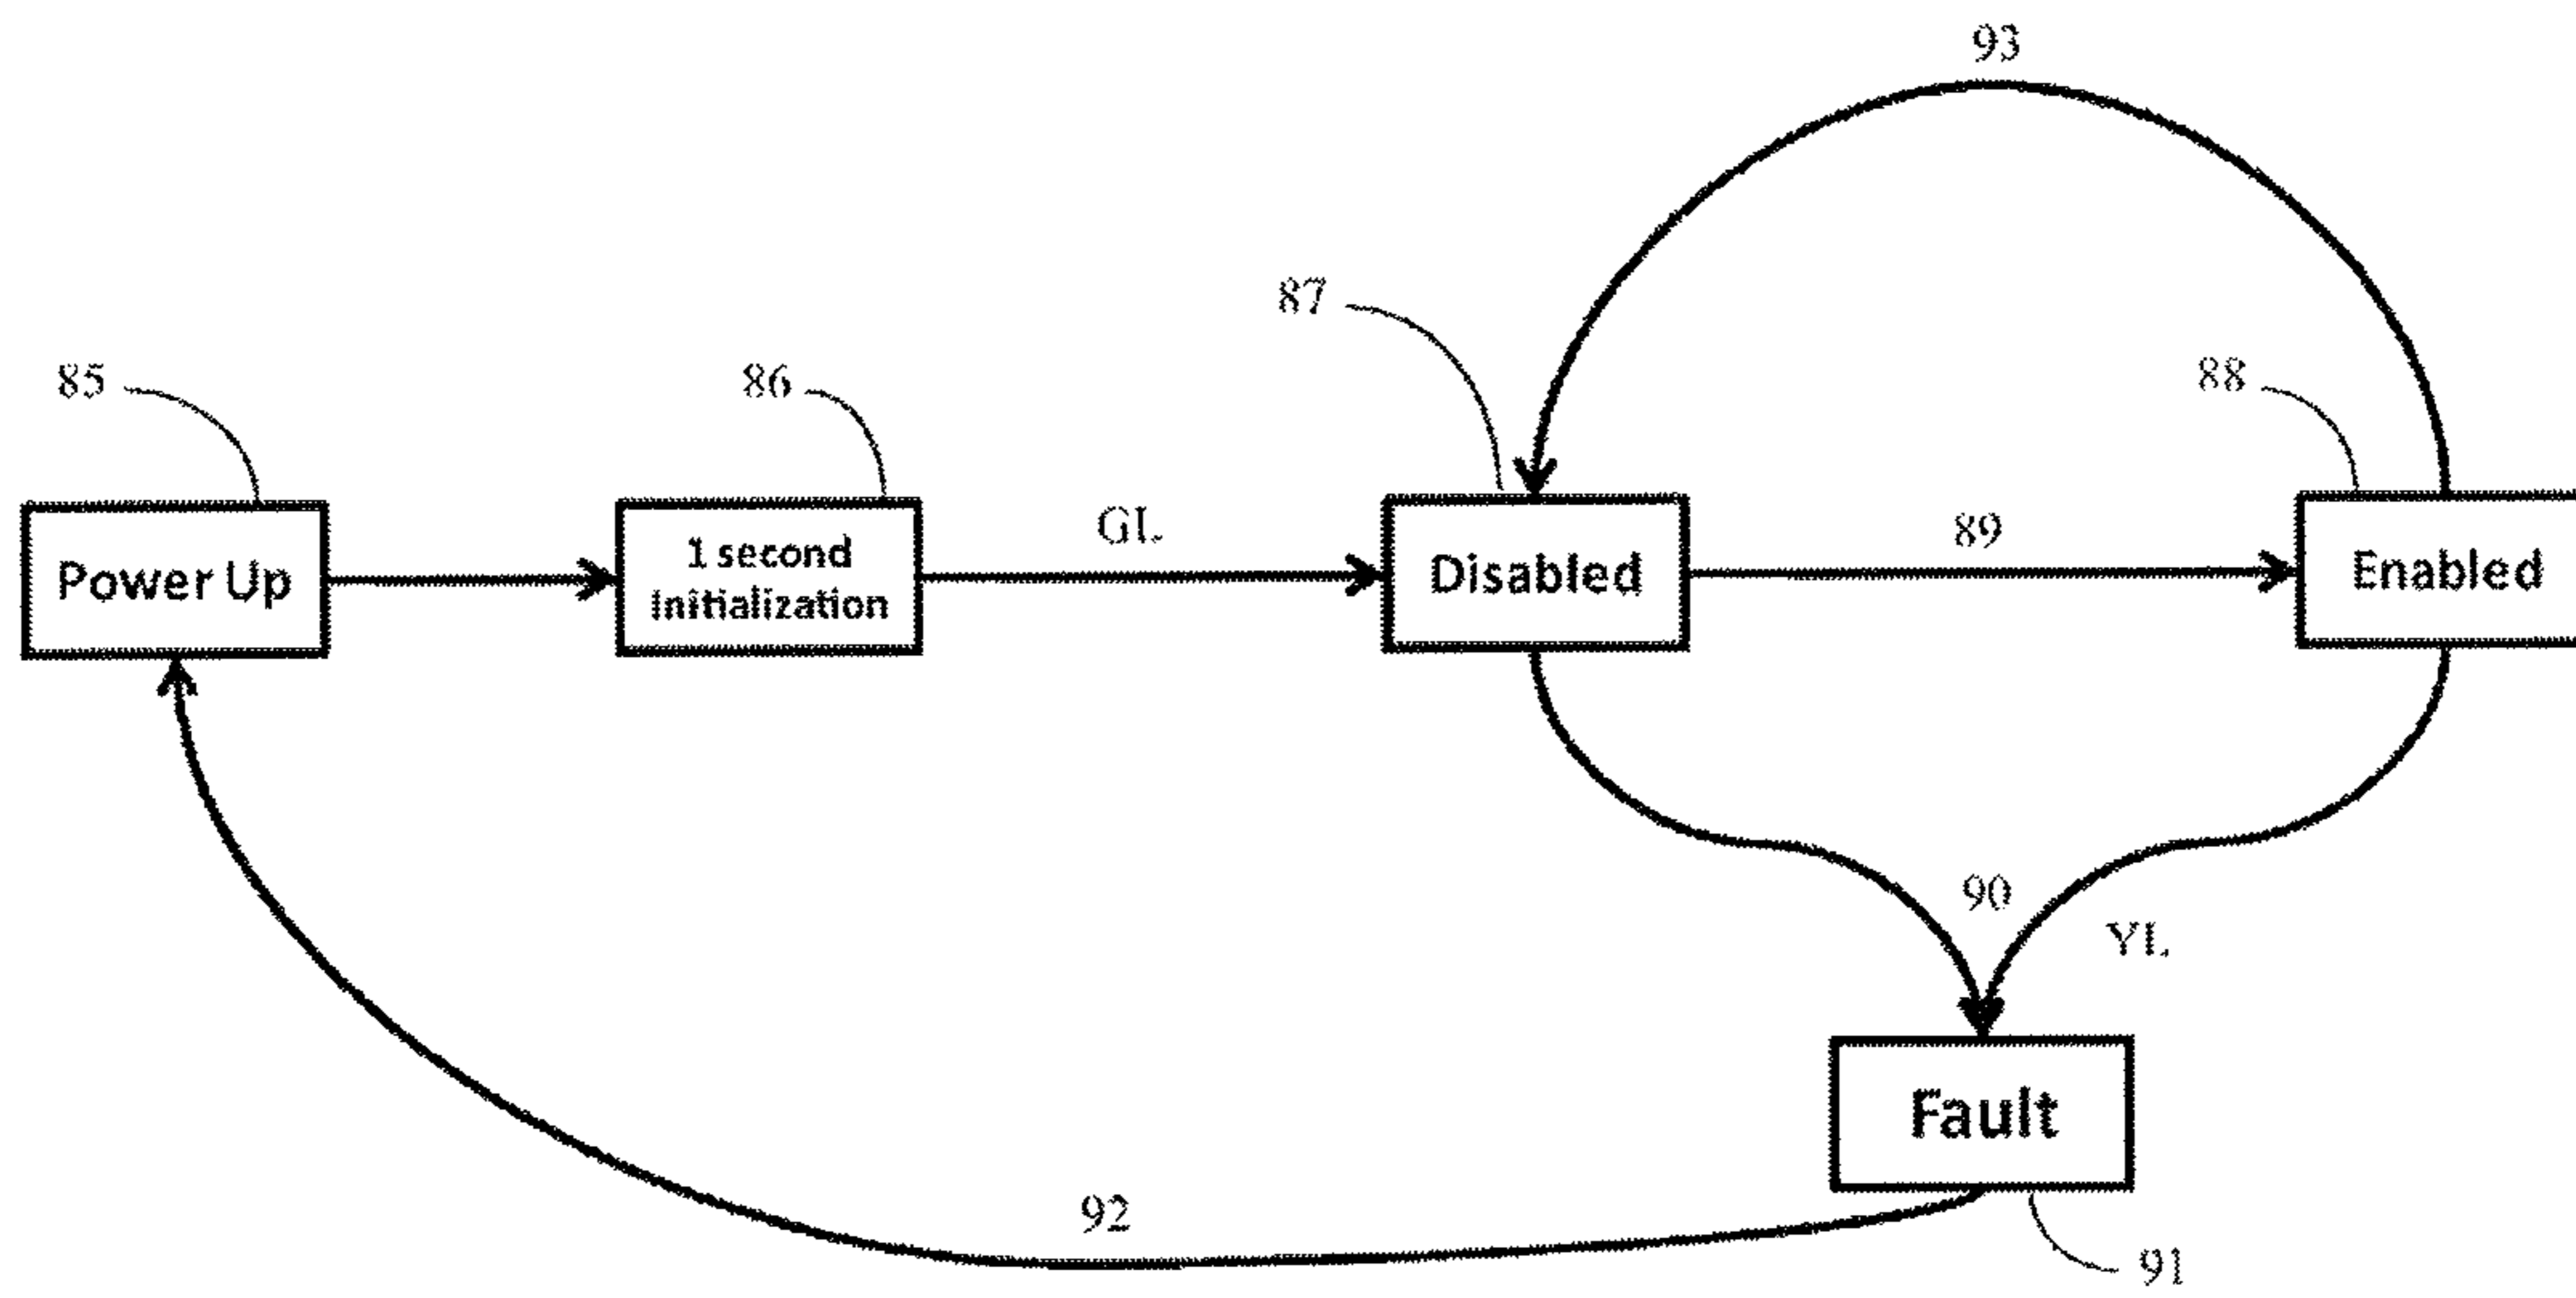 93
87
88
85
86
GL
89
Power Up
1 second
initialization
Disabled
Enabled
90
YL
Fault
92
91